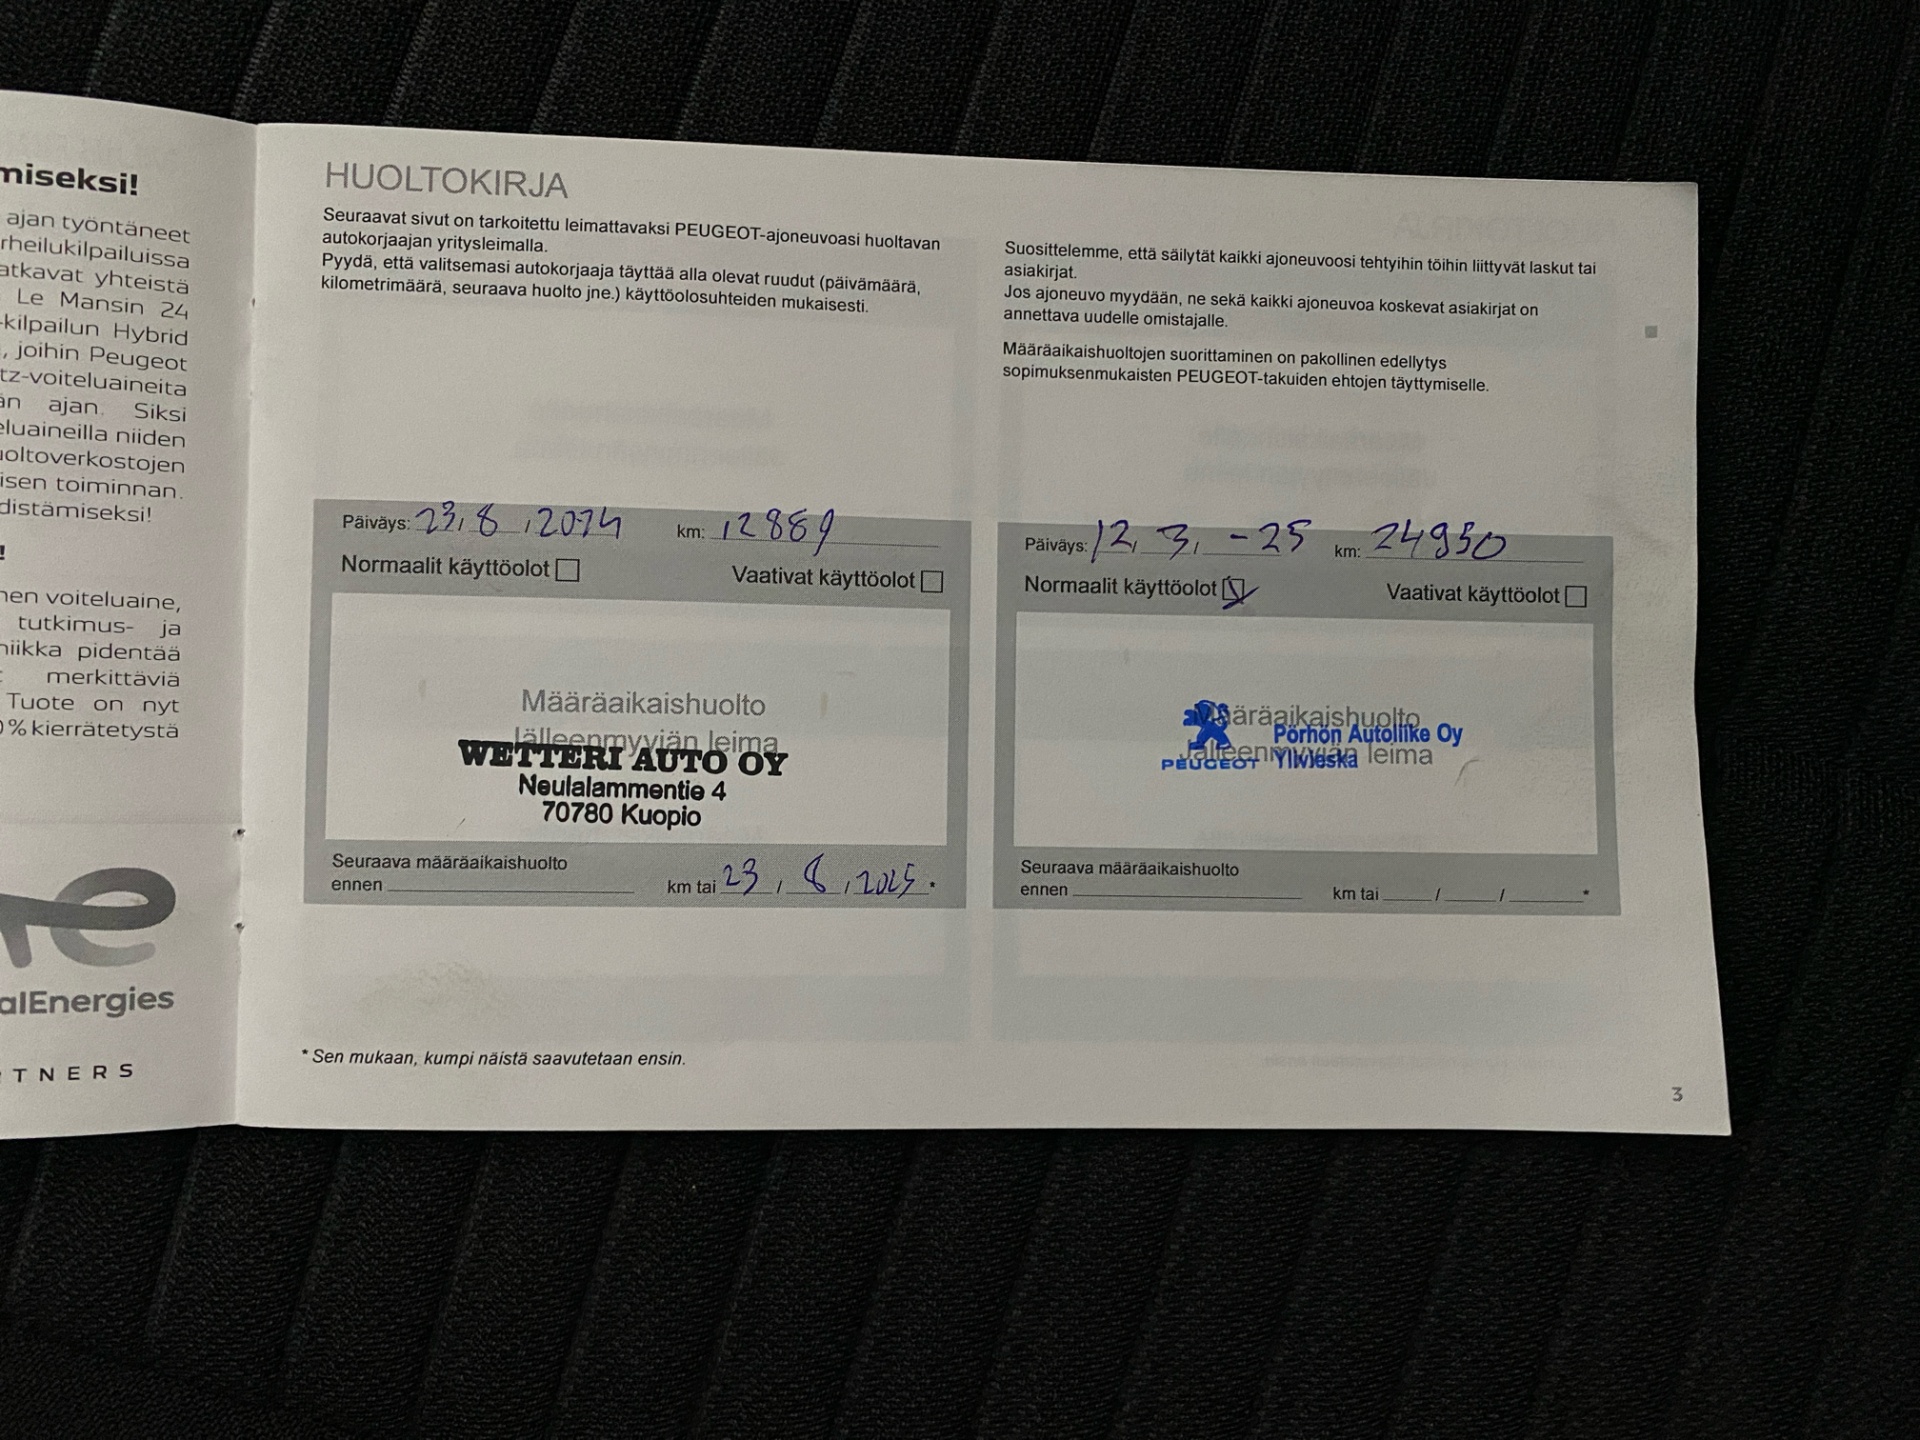 miseksi!
ajan työntäneet
rheilukilpailuissa
atkavat yhteistä
Le Mansin 24
-kilpailun Hybrid
, joihin Peugeot
tz-voiteluaineita
än ajan. Siksi
eluaineilla niiden
uoltoverkostojen
isen toiminnan.
distämiseksi!
!
nen voiteluaine,
tutkimus- ja
niikka pidentää
merkittäviä
Tuote on nyt
0 % kierrätetystä
alEnergies
TNERS
HUOLTOKIRJA
Seuraavat sivut on tarkoitettu leimattavaksi PEUGEOT-ajoneuvoasi huoltavan
autokorjaajan yritysleimalla.
Pyydä, että valitsemasi autokorjaaja täyttää alla olevat ruudut (päivämäärä,
kilometrimäärä, seuraava huolto jne.) käyttöolosuhteiden mukaisesti.
Päiväys: 23/8/2024 km: 12889
Normaalit käyttöolot Vaativat käyttöolot
Määräaikaishuolto
Jälleenmyyjän leima
WETTERI AUTO OY
Neulalammentie 4
70780 Kuopio
Seuraava määräaikaishuolto
ennen km tai 23/8/2025*
* Sen mukaan, kumpi näistä saavutetaan ensin.
Suosittelemme, että säilytät kaikki ajoneuvoosi tehtyihin töihin liittyvät laskut tai
asiakirjat.
Jos ajoneuvo myydään, ne sekä kaikki ajoneuvoa koskevat asiakirjat on
annettava uudelle omistajalle.
Määräaikaishuoltojen suorittaminen on pakollinen edellytys
sopimuksenmukaisten PEUGEOT-takuiden ehtojen täyttymiselle.
Päiväys: 12. 3. -25 km: 24950
Normaalit käyttöolot Vaativat käyttöolot
Määräaikaishuolto
Pörhön Autoliike Oy
Jälleenmyyjän leima
PEUGEOT Ylivieska
Seuraava määräaikaishuolto
ennen km tai / / *
3